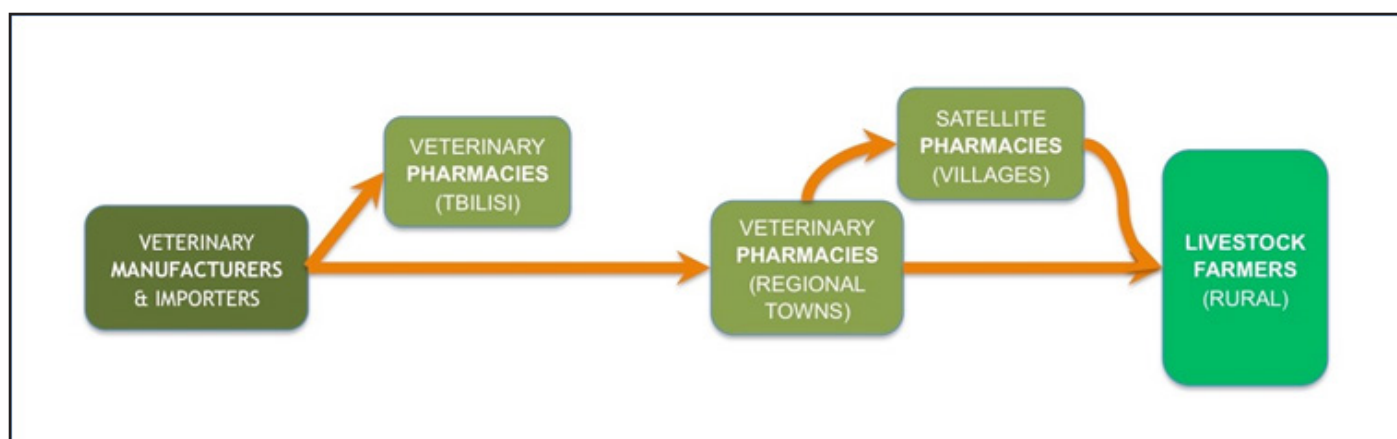 VETERINARY
MANUFACTURERS
& IMPORTERS
VETERINARY
PHARMACIES
(TBILISI)
VETERINARY
PHARMACIES
(REGIONAL
TOWNS)
SATELLITE
PHARMACIES
(VILLAGES)
LIVESTOCK
FARMERS
(RURAL)